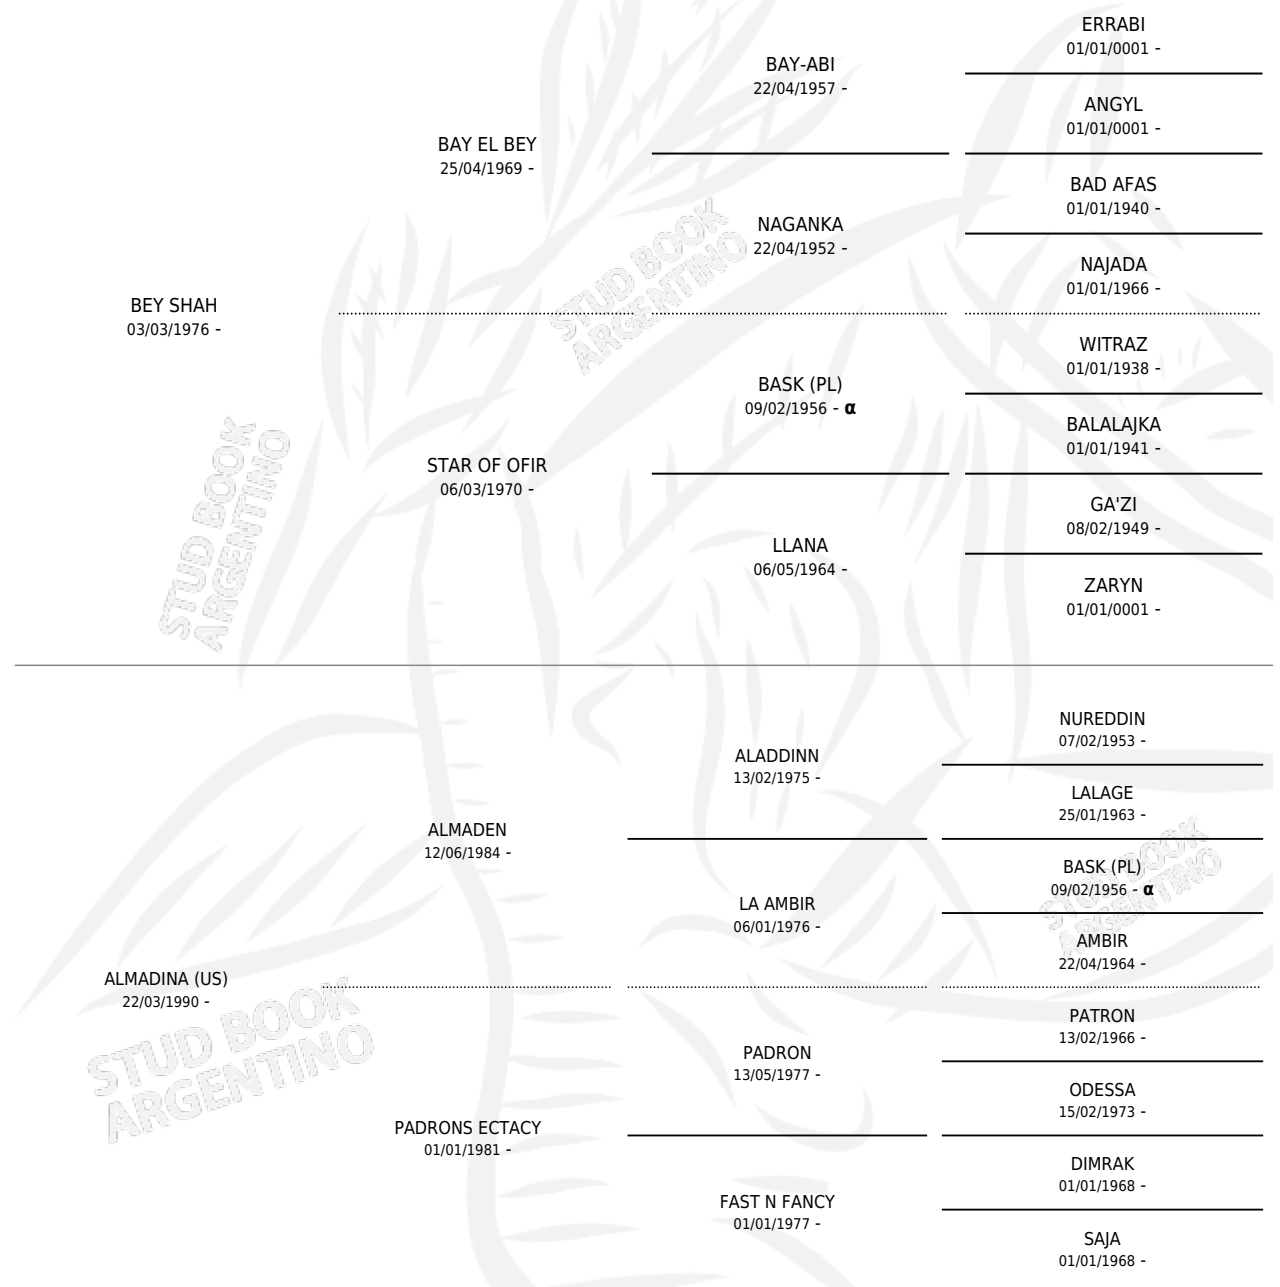 ERRABI
01/01/0001 -
BAY-ABI
22/04/1957 -
ANGYL
01/01/0001 -
BAY EL BEY
25/04/1969 -
BAD AFAS
01/01/1940 -
NAGANKA
22/04/1952 -
NAJADA
01/01/1966 -
BEY SHAH
03/03/1976 -
WITRAZ
01/01/1938 -
BASK (PL)
09/02/1956 - α
BALALAJKA
01/01/1941 -
STAR OF OFIR
06/03/1970 -
GA'ZI
08/02/1949 -
LLANA
06/05/1964 -
ZARYN
01/01/0001 -
STUD BOOK
ARGENTINO
STUD BOOK
ARGENTINO
NUREDDIN
07/02/1953 -
ALADDINN
13/02/1975 -
LALAGE
25/01/1963 -
ALMADEN
12/06/1984 -
BASK (PL)
09/02/1956 - α
LA AMBIR
06/01/1976 -
AMBIR
22/04/1964 -
ALMADINA (US)
22/03/1990 -
PATRON
13/02/1966 -
PADRON
13/05/1977 -
ODESSA
15/02/1973 -
PADRONS ECTACY
01/01/1981 -
DIMRAK
01/01/1968 -
FAST N FANCY
01/01/1977 -
SAJA
01/01/1968 -
STUD BOOK
ARGENTINO
STUD BOOK
ARGENTINO